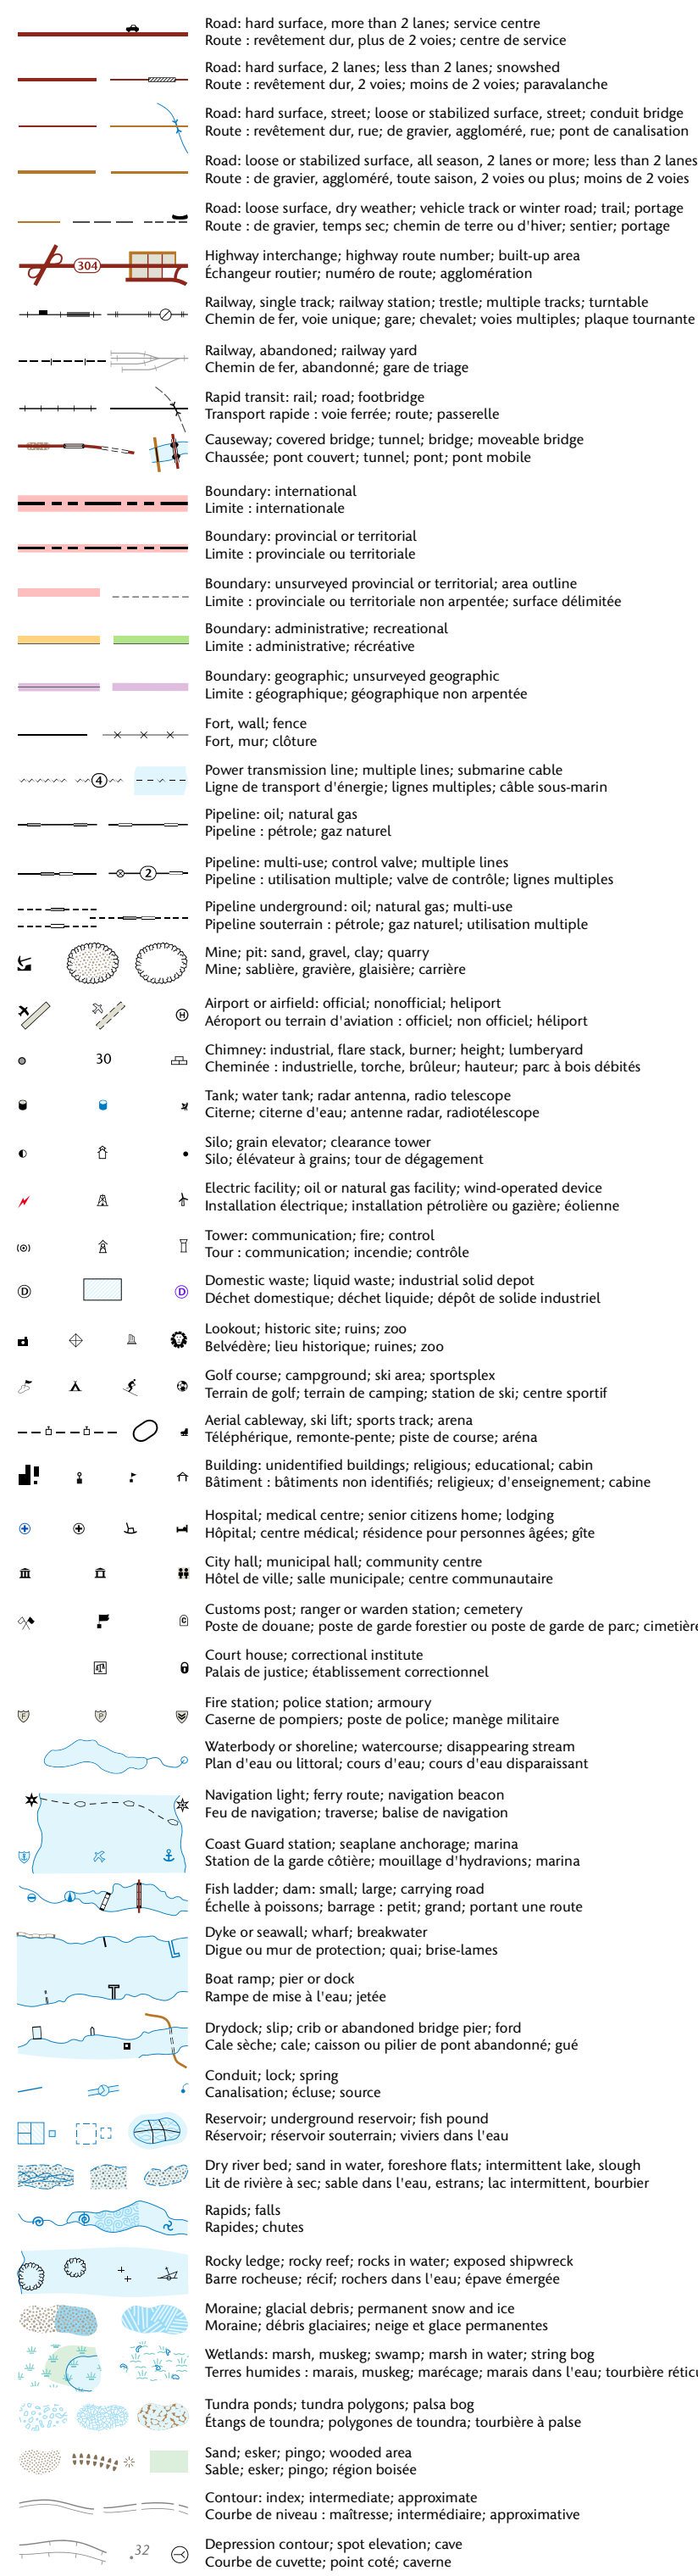 Road: hard surface, more than 2 lanes; service centre
Route : revêtement dur, plus de 2 voies; centre de service
Road: hard surface, 2 lanes; less than 2 lanes; snowshed
Route : revêtement dur, 2 voies; moins de 2 voies; paravalanche
Road: hard surface, street; loose or stabilized surface, street; conduit bridge
Route : revêtement dur, rue; de gravier, aggloméré, rue; pont de canalisation
Road: loose or stabilized surface, all season, 2 lanes or more; less than 2 lanes
Route : de gravier, aggloméré, toute saison, 2 voies ou plus; moins de 2 voies
Road: loose surface, dry weather; vehicle track or winter road; trail; portage
Route : de gravier, temps sec; chemin de terre ou d'hiver; sentier; portage
304
Highway interchange; highway route number; built-up area
Échangeur routier; numéro de route; agglomération
Railway, single track; railway station; trestle; multiple tracks; turntable
Chemin de fer, voie unique; gare; chevalet; voies multiples; plaque tournante
Railway, abandoned; railway yard
Chemin de fer, abandonné; gare de triage
Rapid transit: rail; road; footbridge
Transport rapide : voie ferrée; route; passerelle
Causeway; covered bridge; tunnel; bridge; moveable bridge
Chaussée; pont couvert; tunnel; pont; pont mobile
Boundary: international
Limite : internationale
Boundary: provincial or territorial
Limite : provinciale ou territoriale
Boundary: unsurveyed provincial or territorial; area outline
Limite : provinciale ou territoriale non arpentée; surface délimitée
Boundary: administrative; recreational
Limite : administrative; récréative
Boundary: geographic; unsurveyed geographic
Limite : géographique; géographique non arpentée
Fort, wall; fence
Fort, mur; clôture
4
Power transmission line; multiple lines; submarine cable
Ligne de transport d'énergie; lignes multiples; câble sous-marin
Pipeline: oil; natural gas
Pipeline : pétrole; gaz naturel
2
Pipeline: multi-use; control valve; multiple lines
Pipeline : utilisation multiple; valve de contrôle; lignes multiples
Pipeline underground: oil; natural gas; multi-use
Pipeline souterrain : pétrole; gaz naturel; utilisation multiple
Mine; pit: sand, gravel, clay; quarry
Mine; sablière, gravière, glaisière; carrière
H
Airport or airfield: official; nonofficial; heliport
Aéroport ou terrain d'aviation : officiel; non officiel; héliport
30
Chimney: industrial, flare stack, burner; height; lumberyard
Cheminée : industrielle, torche, brûleur; hauteur; parc à bois débités
Tank; water tank; radar antenna, radio telescope
Citerne; citerne d'eau; antenne radar, radiotélescope
Silo; grain elevator; clearance tower
Silo; élévateur à grains; tour de dégagement
Electric facility; oil or natural gas facility; wind-operated device
Installation électrique; installation pétrolière ou gazière; éolienne
Tower: communication; fire; control
Tour : communication; incendie; contrôle
D D
Domestic waste; liquid waste; industrial solid depot
Déchet domestique; déchet liquide; dépôt de solide industriel
Lookout; historic site; ruins; zoo
Belvédère; lieu historique; ruines; zoo
Golf course; campground; ski area; sportsplex
Terrain de golf; terrain de camping; station de ski; centre sportif
Aerial cableway, ski lift; sports track; arena
Téléphérique, remonte-pente; piste de course; aréna
Building: unidentified buildings; religious; educational; cabin
Bâtiment : bâtiments non identifiés; religieux; d'enseignement; cabine
Hospital; medical centre; senior citizens home; lodging
Hôpital; centre médical; résidence pour personnes âgées; gîte
City hall; municipal hall; community centre
Hôtel de ville; salle municipale; centre communautaire
C
Customs post; ranger or warden station; cemetery
Poste de douane; poste de garde forestier ou poste de garde de parc; cimetière
Court house; correctional institute
Palais de justice; établissement correctionnel
F P
Fire station; police station; armoury
Caserne de pompiers; poste de police; manège militaire
Waterbody or shoreline; watercourse; disappearing stream
Plan d'eau ou littoral; cours d'eau; cours d'eau disparaissant
Navigation light; ferry route; navigation beacon
Feu de navigation; traverse; balise de navigation
Coast Guard station; seaplane anchorage; marina
Station de la garde côtière; mouillage d'hydravions; marina
Fish ladder; dam: small; large; carrying road
Échelle à poissons; barrage : petit; grand; portant une route
Dyke or seawall; wharf; breakwater
Digue ou mur de protection; quai; brise-lames
Boat ramp; pier or dock
Rampe de mise à l'eau; jetée
Drydock; slip; crib or abandoned bridge pier; ford
Cale sèche; cale; caisson ou pilier de pont abandonné; gué
Conduit; lock; spring
Canalisation; écluse; source
Reservoir; underground reservoir; fish pound
Réservoir; réservoir souterrain; viviers dans l'eau
Dry river bed; sand in water, foreshore flats; intermittent lake, slough
Lit de rivière à sec; sable dans l'eau, estrans; lac intermittent, bourbier
Rapids; falls
Rapides; chutes
Rocky ledge; rocky reef; rocks in water; exposed shipwreck
Barre rocheuse; récif; rochers dans l'eau; épave émergée
Moraine; glacial debris; permanent snow and ice
Moraine; débris glaciaires; neige et glace permanentes
Wetlands: marsh, muskeg; swamp; marsh in water; string bog
Terres humides : marais, muskeg; marécage; marais dans l'eau; tourbière réticu
Tundra ponds; tundra polygons; palsa bog
Étangs de toundra; polygones de toundra; tourbière à palse
Sand; esker; pingo; wooded area
Sable; esker; pingo; région boisée
Contour: index; intermediate; approximate
Courbe de niveau : maîtresse; intermédiaire; approximative
.32
Depression contour; spot elevation; cave
Courbe de cuvette; point coté; caverne